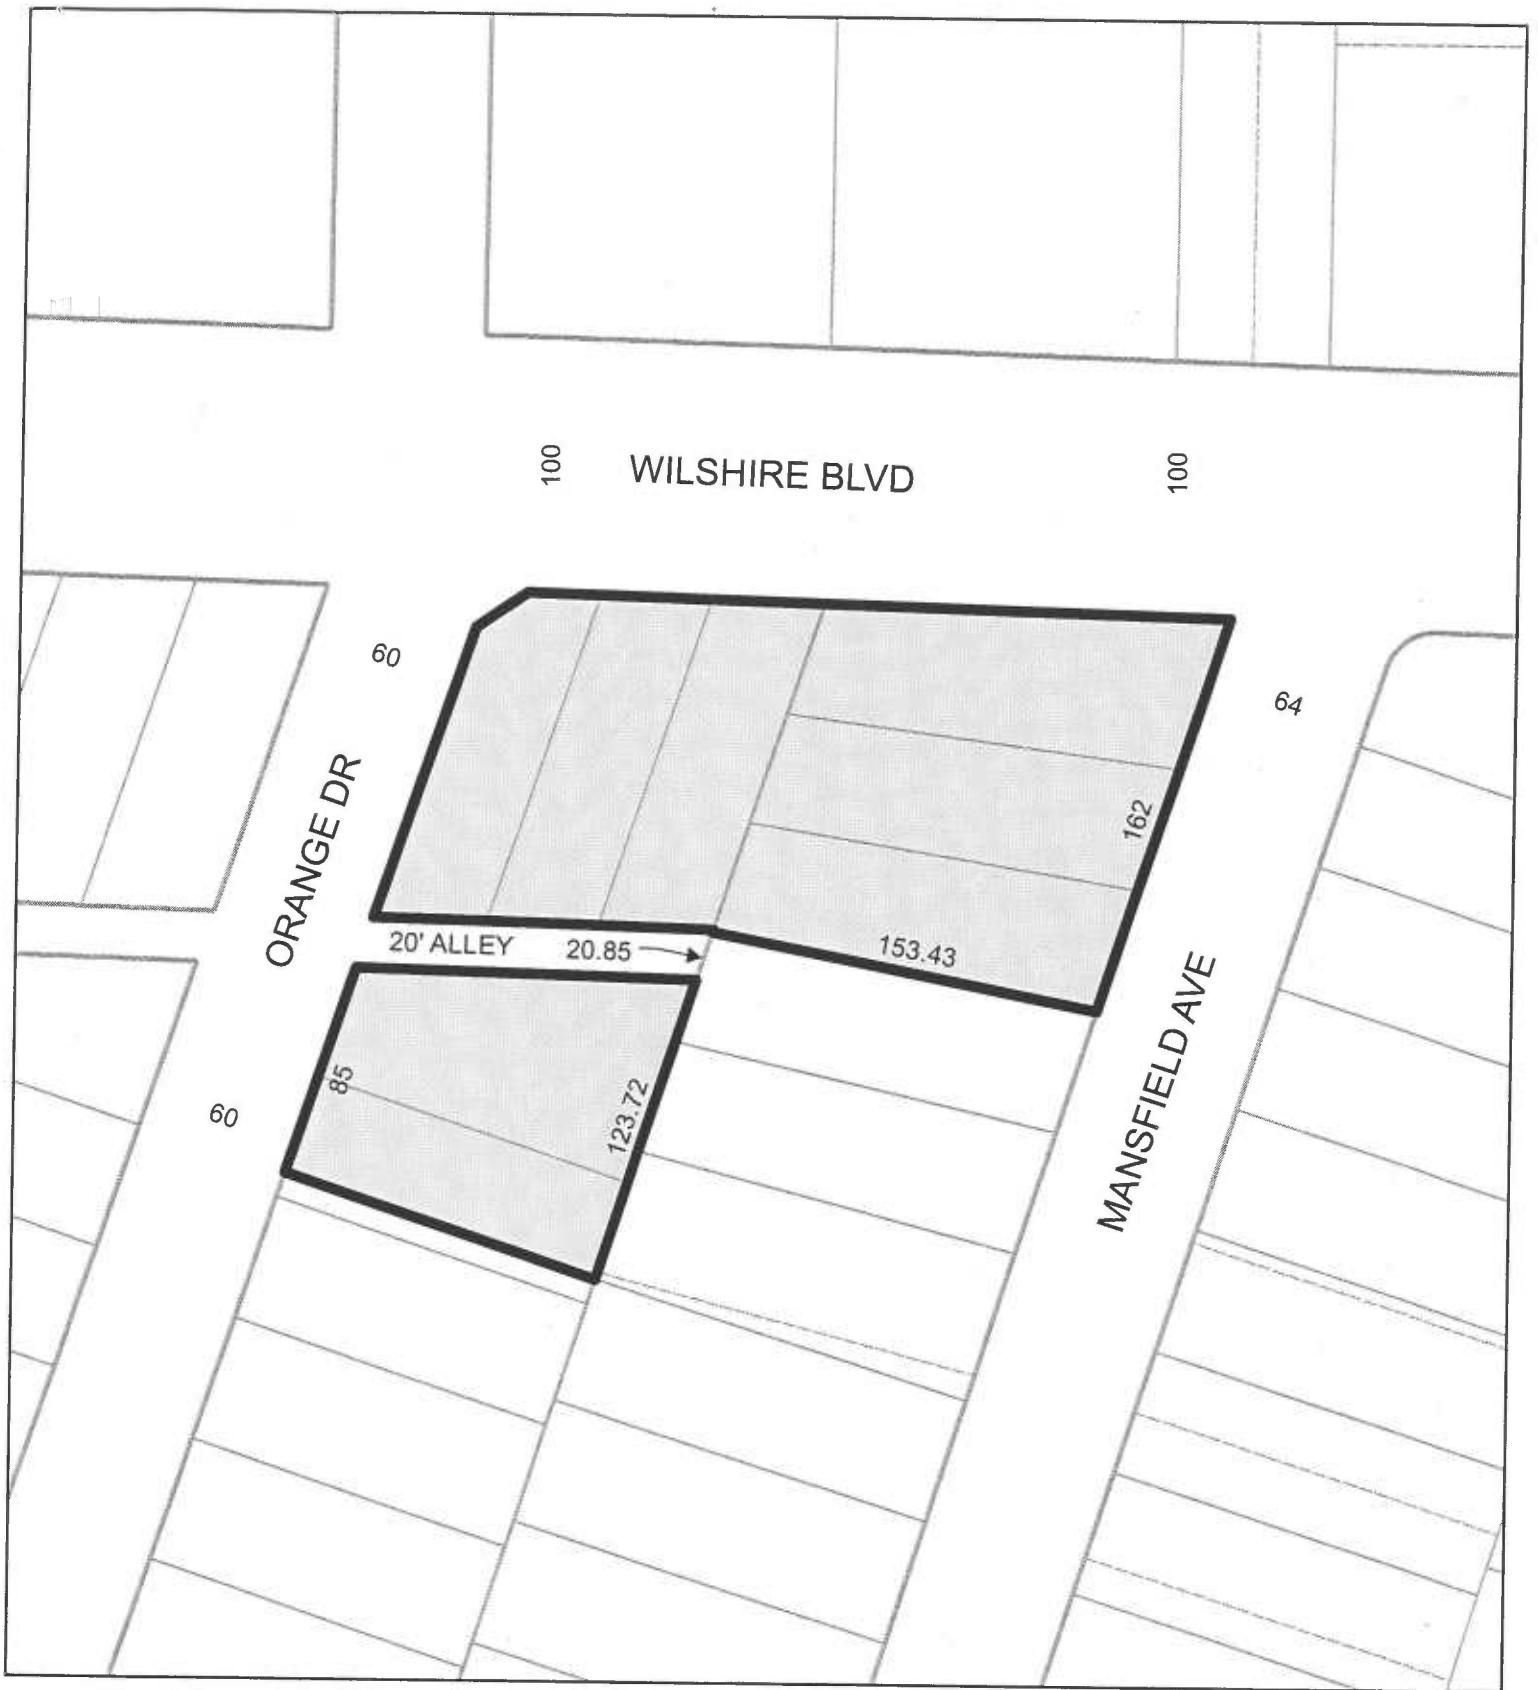 100
WILSHIRE BLVD
100
60
64
ORANGE DR
162
20' ALLEY
20.85
153.43
85
123.72
60
MANSFIELD AVE